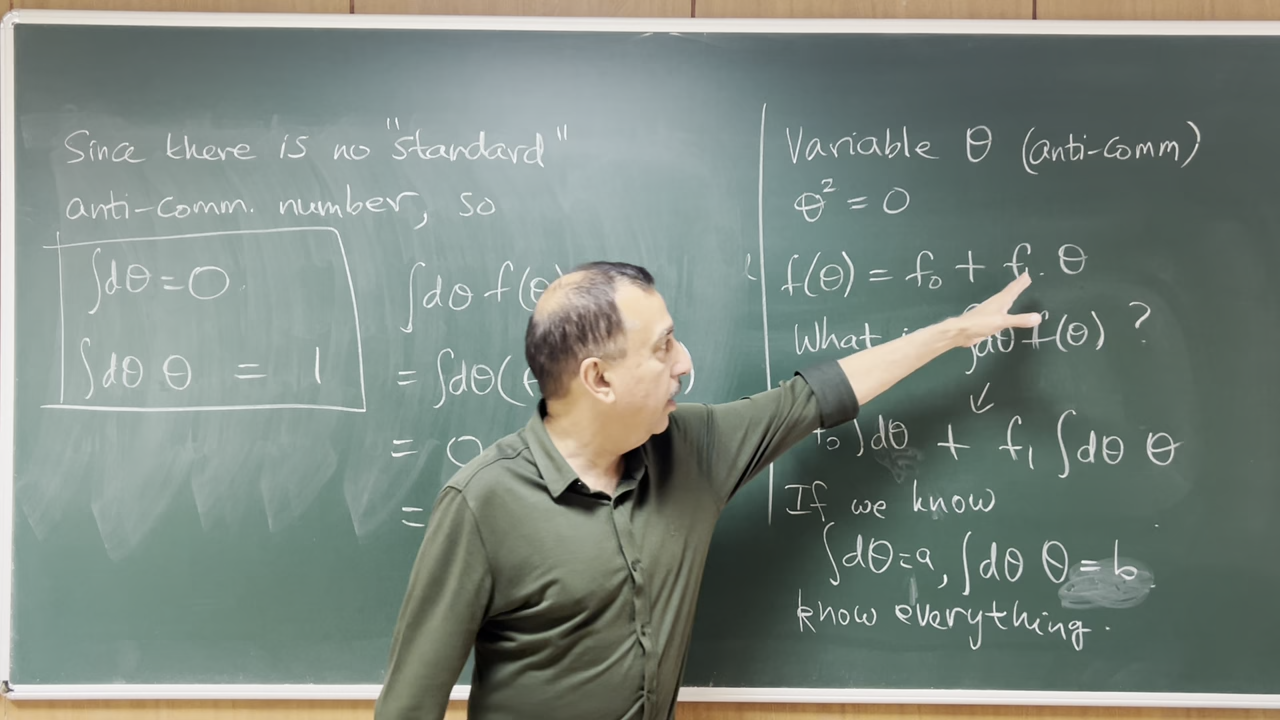 Since there is no "standard"
anti-comm. number, so
∫dθ = 0
∫dθ θ = 1
∫dθ f(θ)
= ∫dθ(
= 0
=
Variable θ (anti-comm)
θ² = 0
f(θ) = f₀ + f₁ θ
What ∫dθ f(θ) ?
↙
f₀ ∫dθ + f₁ ∫dθ θ
If we know
∫dθ = a, ∫dθ θ = b
know everything.